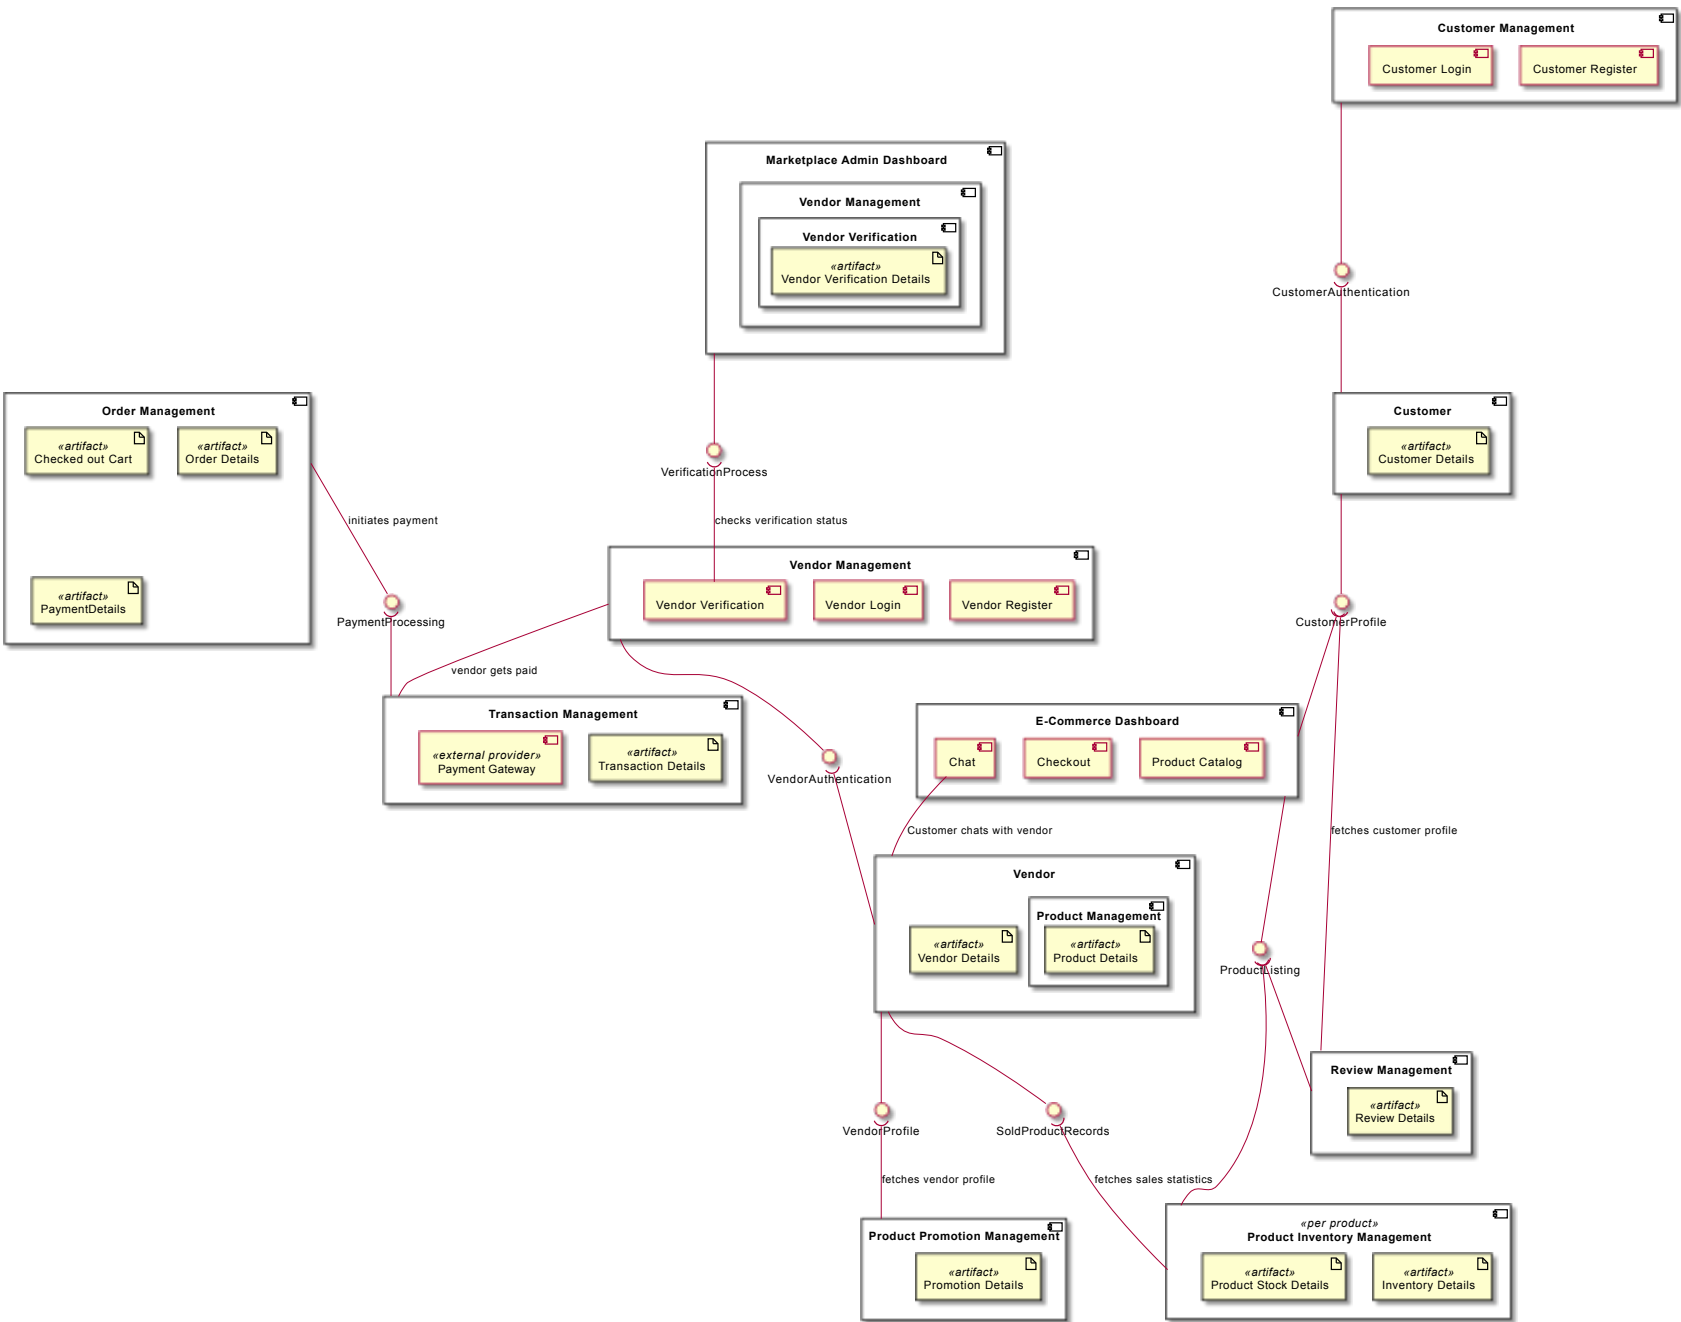 Customer Management
Customer Login
Customer Register
Marketplace Admin Dashboard
Vendor Management
Vendor Verification
«artifact»
Vendor Verification Details
CustomerAuthentication
Order Management
«artifact»
Checked out Cart
«artifact»
Order Details
«artifact»
PaymentDetails
Customer
«artifact»
Customer Details
VerificationProcess
initiates payment
checks verification status
Vendor Management
Vendor Verification
Vendor Login
Vendor Register
PaymentProcessing
CustomerProfile
vendor gets paid
Transaction Management
«external provider»
Payment Gateway
«artifact»
Transaction Details
E-Commerce Dashboard
Chat
Checkout
Product Catalog
VendorAuthentication
Customer chats with vendor
fetches customer profile
Vendor
«artifact»
Vendor Details
Product Management
«artifact»
Product Details
ProductListing
Review Management
«artifact»
Review Details
VendorProfile
SoldProductRecords
fetches vendor profile
fetches sales statistics
Product Promotion Management
«artifact»
Promotion Details
«per product»
Product Inventory Management
«artifact»
Product Stock Details
«artifact»
Inventory Details